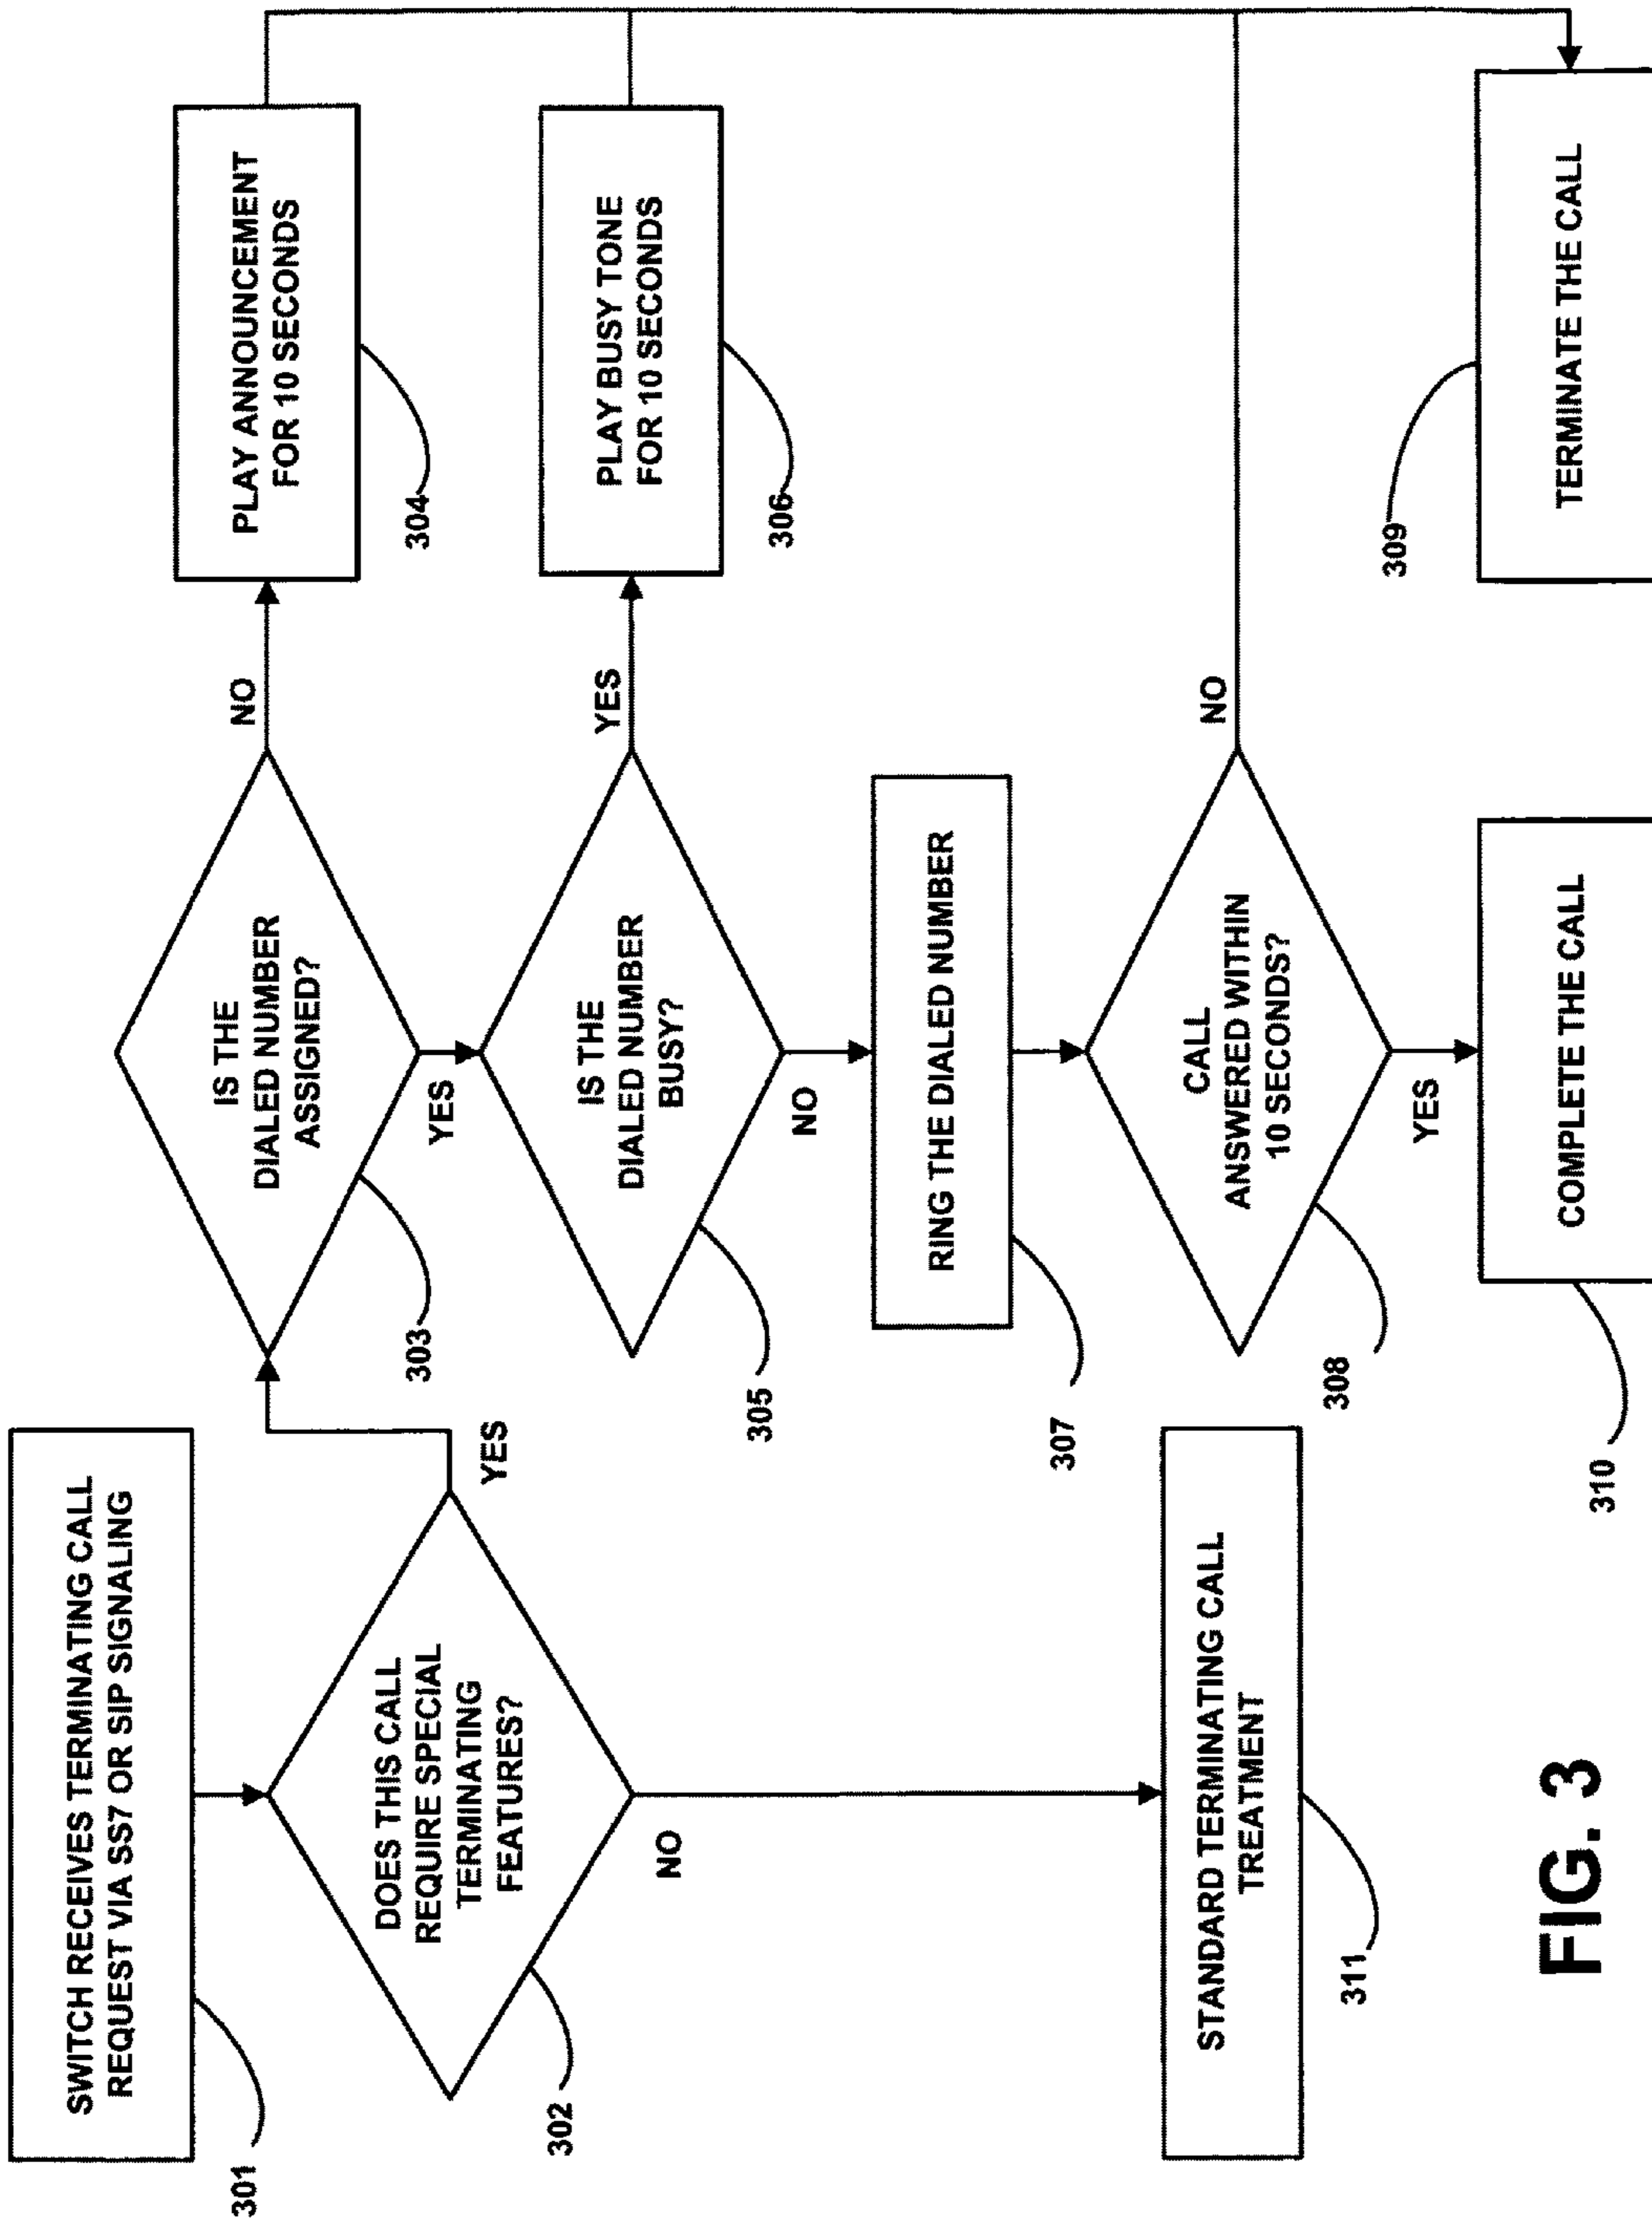 SWITCH RECEIVES TERMINATING CALL
REQUEST VIA SS7 OR SIP SIGNALING
301
DOES THIS CALL
REQUIRE SPECIAL
TERMINATING
FEATURES?
302
YES
NO
IS THE
DIALED NUMBER
ASSIGNED?
303
NO
YES
PLAY ANNOUNCEMENT
FOR 10 SECONDS
304
IS THE
DIALED NUMBER
BUSY?
305
YES
NO
PLAY BUSY TONE
FOR 10 SECONDS
306
RING THE DIALED NUMBER
307
CALL
ANSWERED WITHIN
10 SECONDS?
308
NO
YES
STANDARD TERMINATING CALL
TREATMENT
311
COMPLETE THE CALL
310
TERMINATE THE CALL
309
FIG. 3